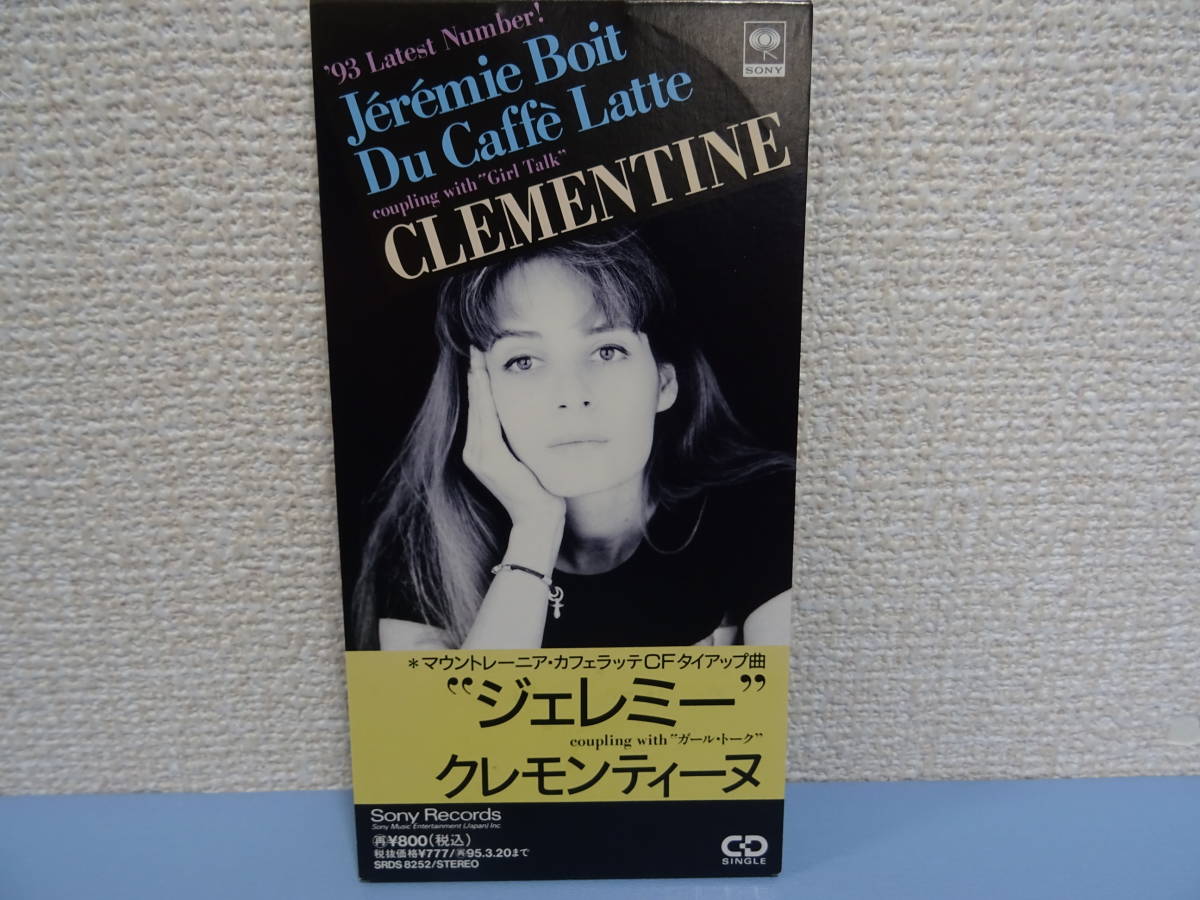 '93 Latest Number!
Jérémie Boit
Du Caffè Latte
coupling with "Girl Talk"
CLEMENTINE
SONY
*マウントレーニア・カフェラッテCFタイアップ曲
“ジェレミー”
coupling with "ガール・トーク"
クレモンティーヌ
Sony Records
Sony Music Entertainment (Japan) Inc.
再¥800(税込)
税抜価格¥777/再95.3.20まで
SRDS 8252/STEREO
CD
SINGLE